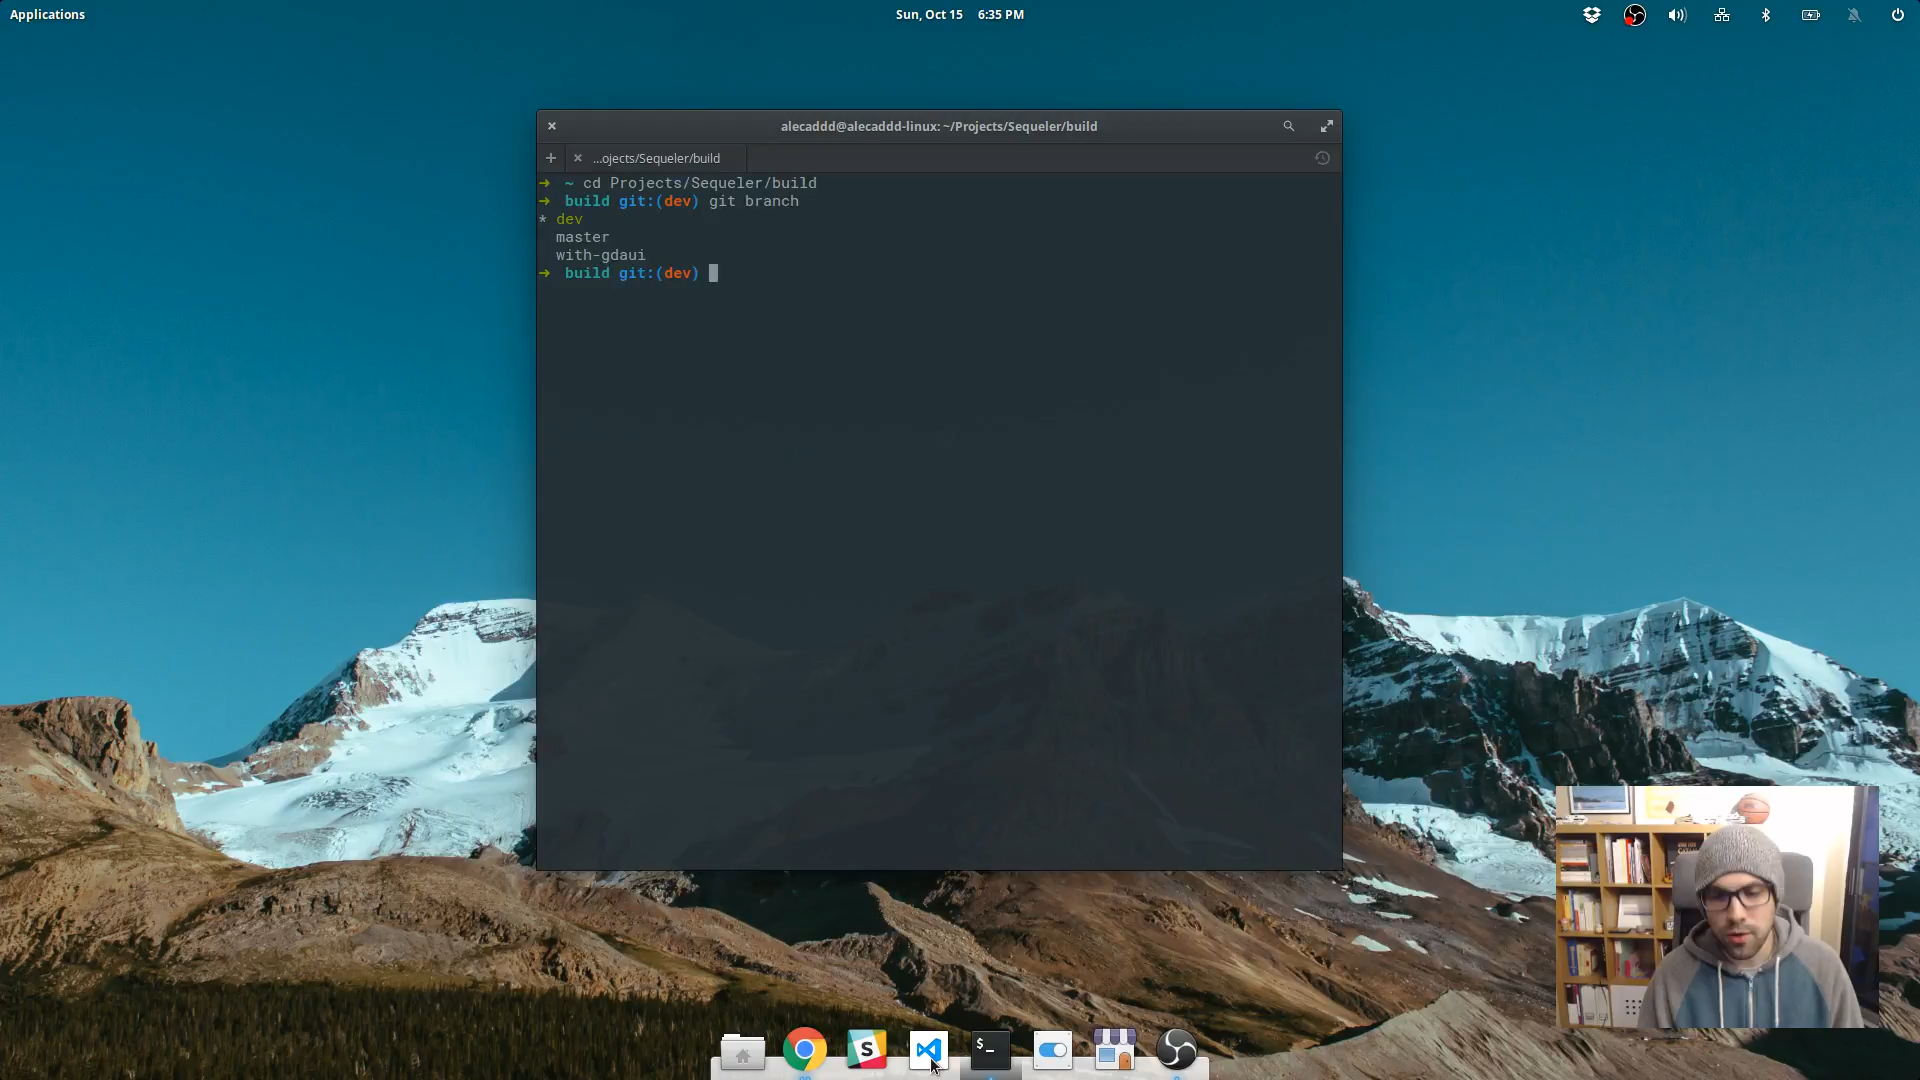 Applications
Sun, Oct 15 6:35 PM
alecaddd@alecaddd-linux: ~/Projects/Sequeler/build
...ojects/Sequeler/build
➜ ~ cd Projects/Sequeler/build
➜ build git:(dev) git branch
* dev
master
with-gdaui
➜ build git:(dev)
S
$_